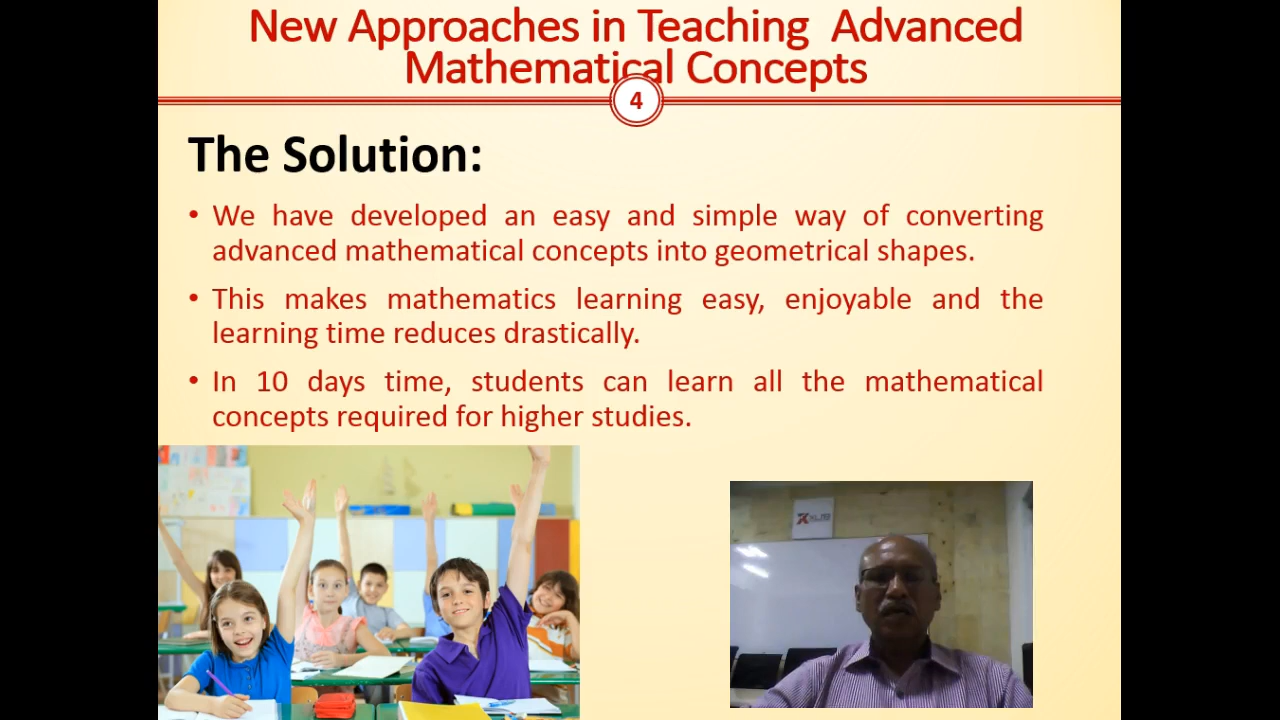 New Approaches in Teaching Advanced
Mathematical Concepts
4
The Solution:
• We have developed an easy and simple way of converting
advanced mathematical concepts into geometrical shapes.
• This makes mathematics learning easy, enjoyable and the
learning time reduces drastically.
• In 10 days time, students can learn all the mathematical
concepts required for higher studies.